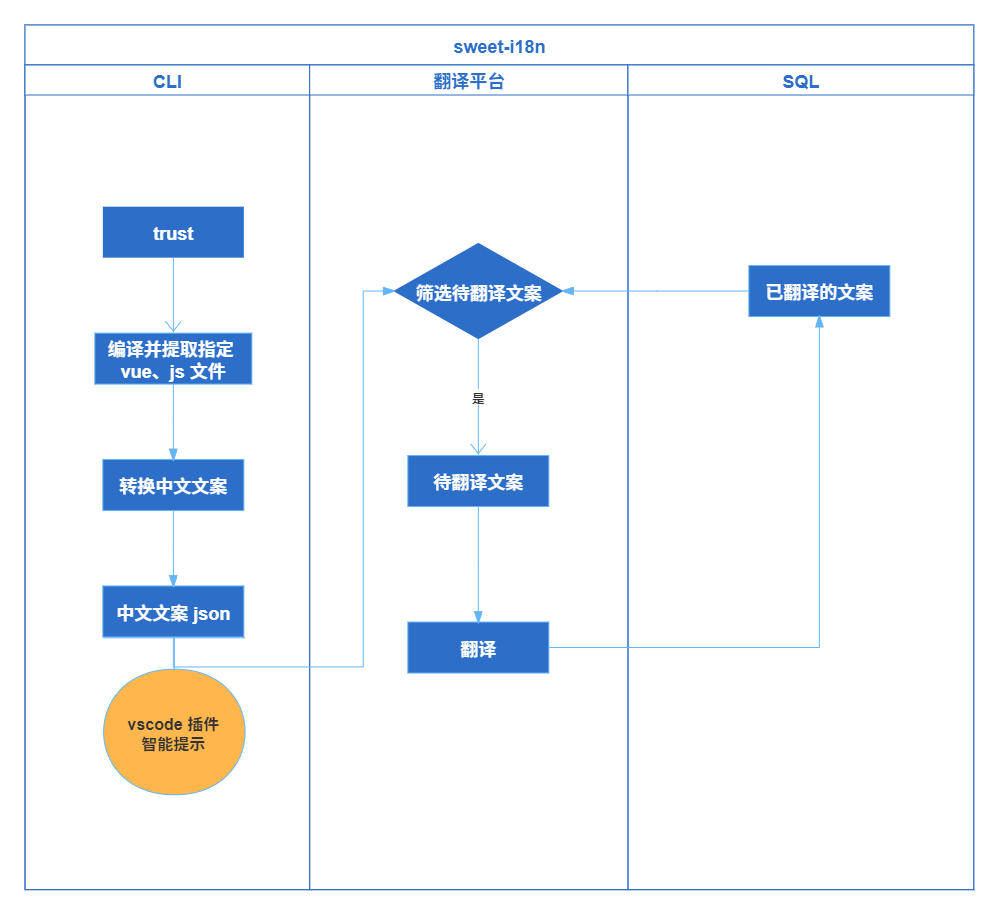 sweet-i18n
CLI
翻译平台
SQL
trust
编译并提取指定
vue、js 文件
转换中文文案
中文文案 json
vscode 插件
智能提示
筛选待翻译文案
是
待翻译文案
翻译
已翻译的文案